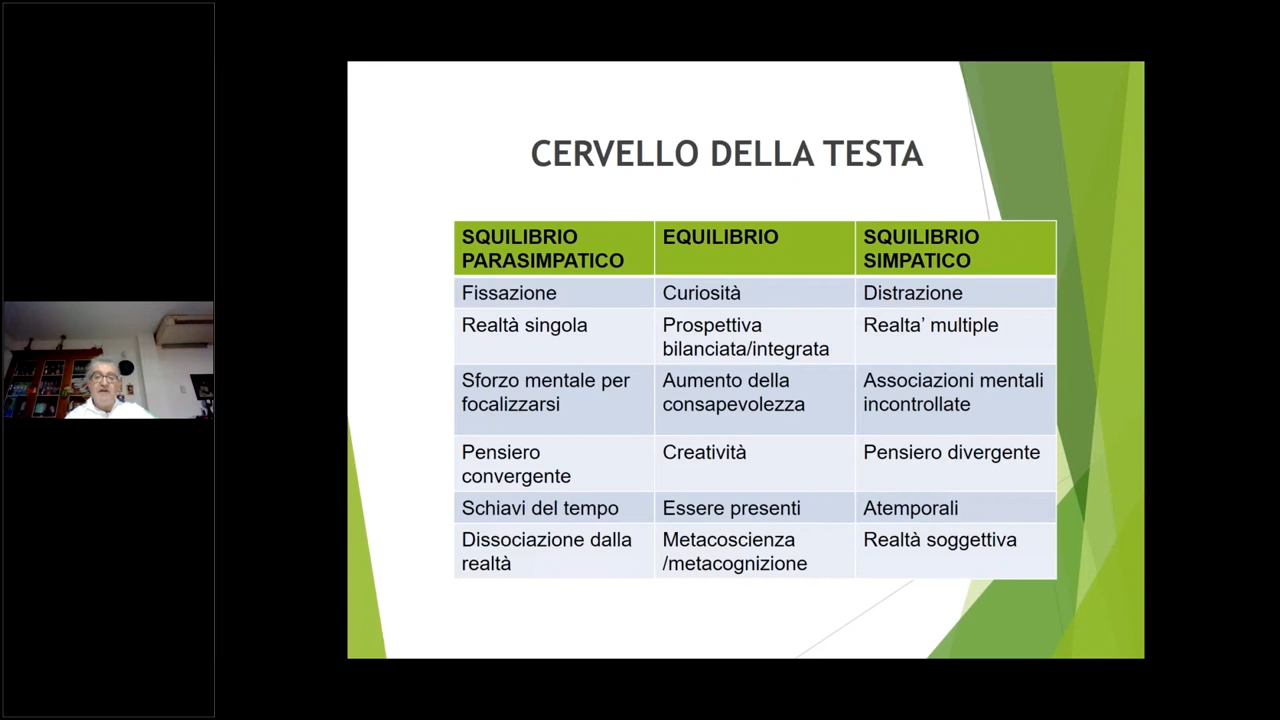 CERVELLO DELLA TESTA
SQUILIBRIO
PARASIMPATICO
EQUILIBRIO
SQUILIBRIO
SIMPATICO
Fissazione
Curiosità
Distrazione
Realtà singola
Prospettiva
bilanciata/integrata
Realta’ multiple
Sforzo mentale per
focalizzarsi
Aumento della
consapevolezza
Associazioni mentali
incontrollate
Pensiero
convergente
Creatività
Pensiero divergente
Schiavi del tempo
Essere presenti
Atemporali
Dissociazione dalla
realtà
Metacoscienza
/metacognizione
Realtà soggettiva